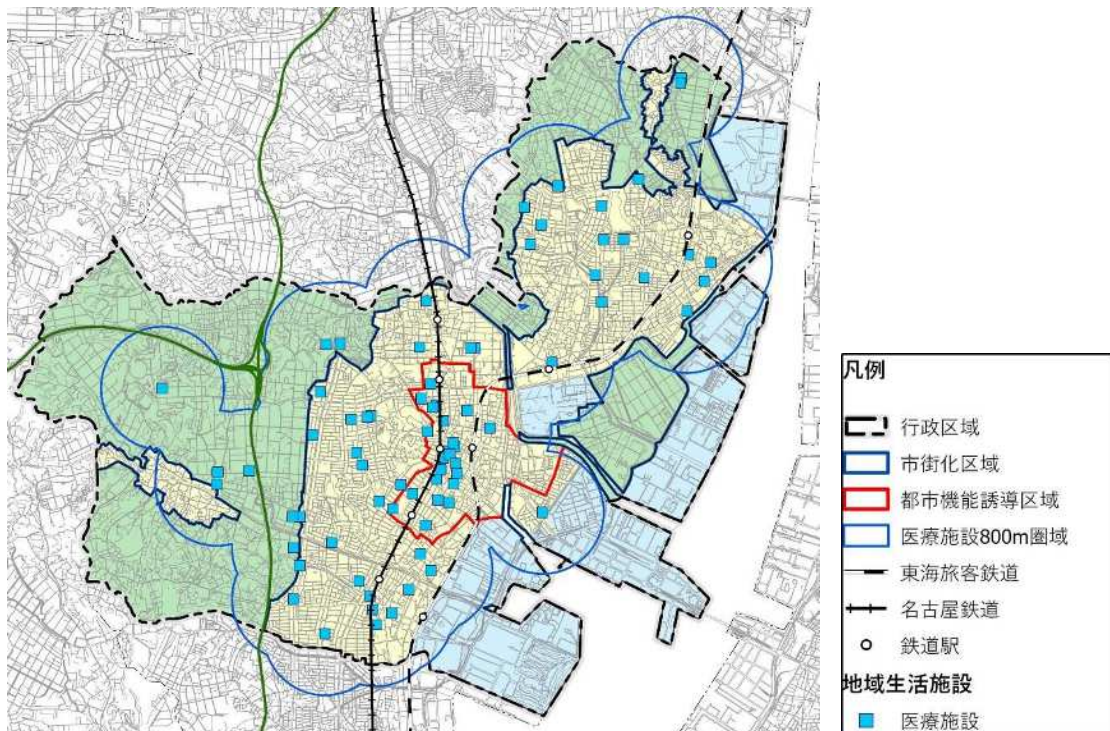 凡例
行政区域
市街化区域
都市機能誘導区域
医療施設800m圏域
東海旅客鉄道
名古屋鉄道
鉄道駅
地域生活施設
医療施設